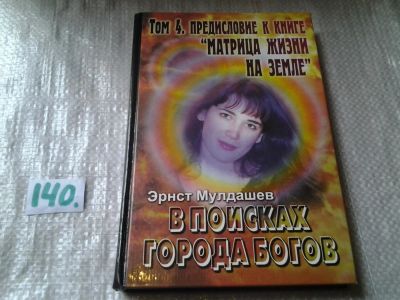 Том 4. ПРЕДИСЛОВИЕ К КНИГЕ
"МАТРИЦА ЖИЗНИ
НА ЗЕМЛЕ"
140.
Эрнст Мулдашев
В ПОИСКАХ
ГОРОДА БОГОВ